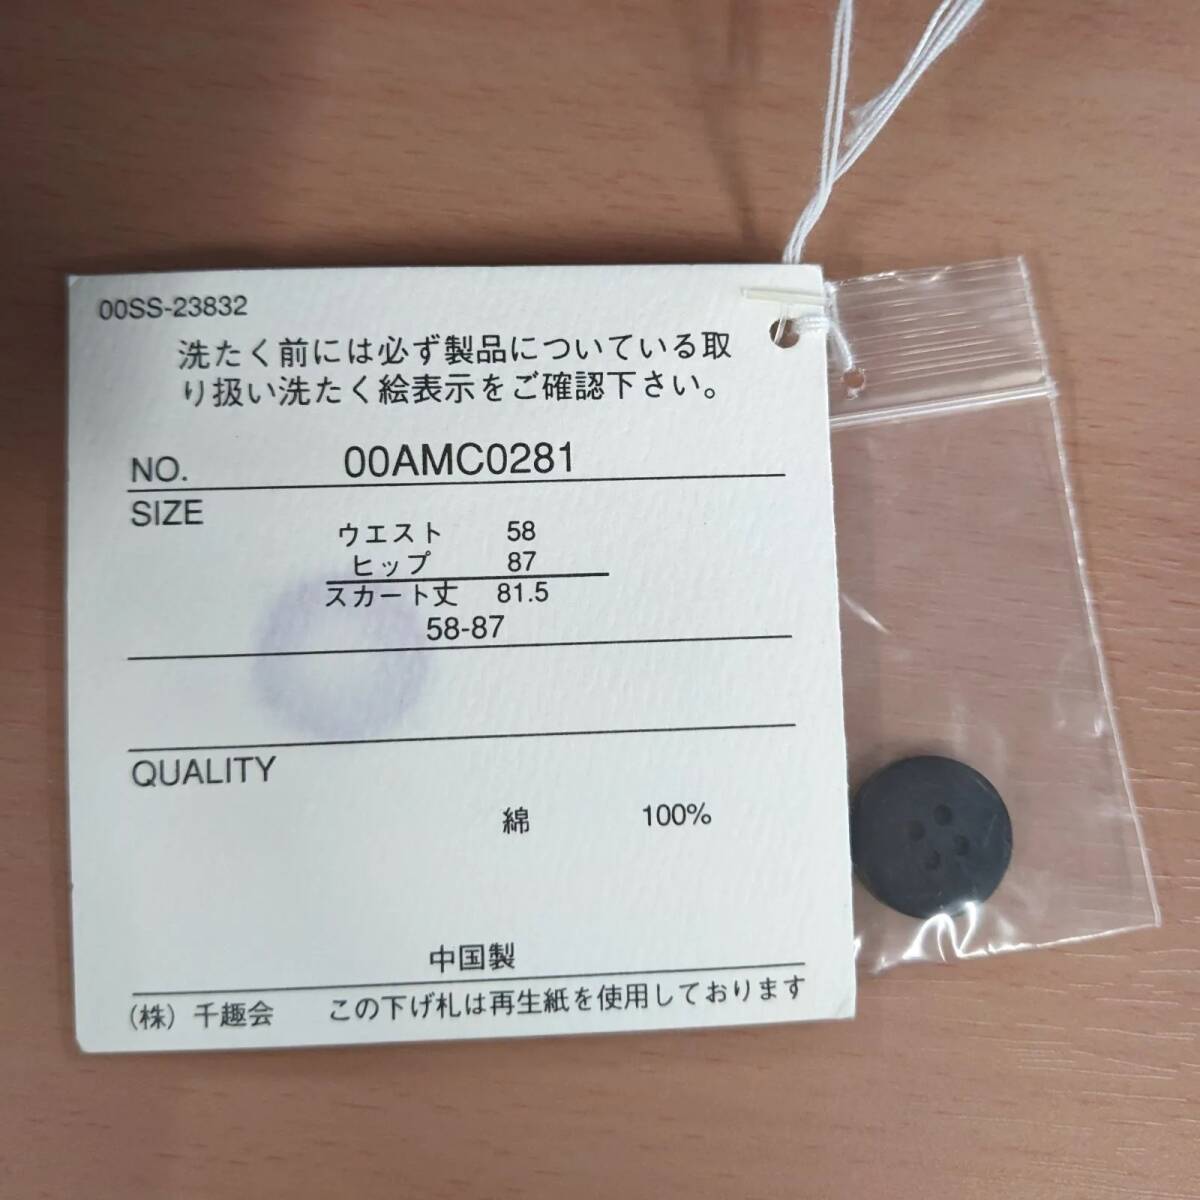 00SS-23832
洗たく前には必ず製品についている取
り扱い洗たく絵表示をご確認下さい。
NO. 00AMC0281
SIZE
ウエスト 58
ヒップ 87
スカート丈 81.5
58-87
QUALITY
綿 100%
中国製
(株) 千趣会 この下げ札は再生紙を使用しております